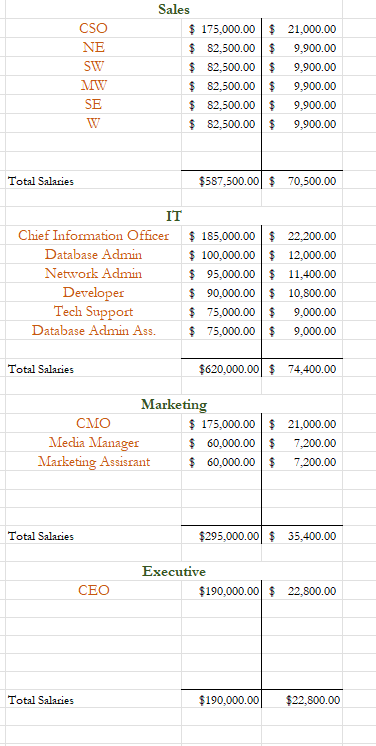 Sales
CSO $ 175,000.00 $ 21,000.00
NE $ 82,500.00 $ 9,900.00
SW $ 82,500.00 $ 9,900.00
MW $ 82,500.00 $ 9,900.00
SE $ 82,500.00 $ 9,900.00
W $ 82,500.00 $ 9,900.00
Total Salaries $587,500.00 $ 70,500.00
IT
Chief Information Officer $ 185,000.00 $ 22,200.00
Database Admin $ 100,000.00 $ 12,000.00
Network Admin $ 95,000.00 $ 11,400.00
Developer $ 90,000.00 $ 10,800.00
Tech Support $ 75,000.00 $ 9,000.00
Database Admin Ass. $ 75,000.00 $ 9,000.00
Total Salaries $620,000.00 $ 74,400.00
Marketing
CMO $ 175,000.00 $ 21,000.00
Media Manager $ 60,000.00 $ 7,200.00
Marketing Assisrant $ 60,000.00 $ 7,200.00
Total Salaries $295,000.00 $ 35,400.00
Executive
CEO $190,000.00 $ 22,800.00
Total Salaries $190,000.00 $22,800.00